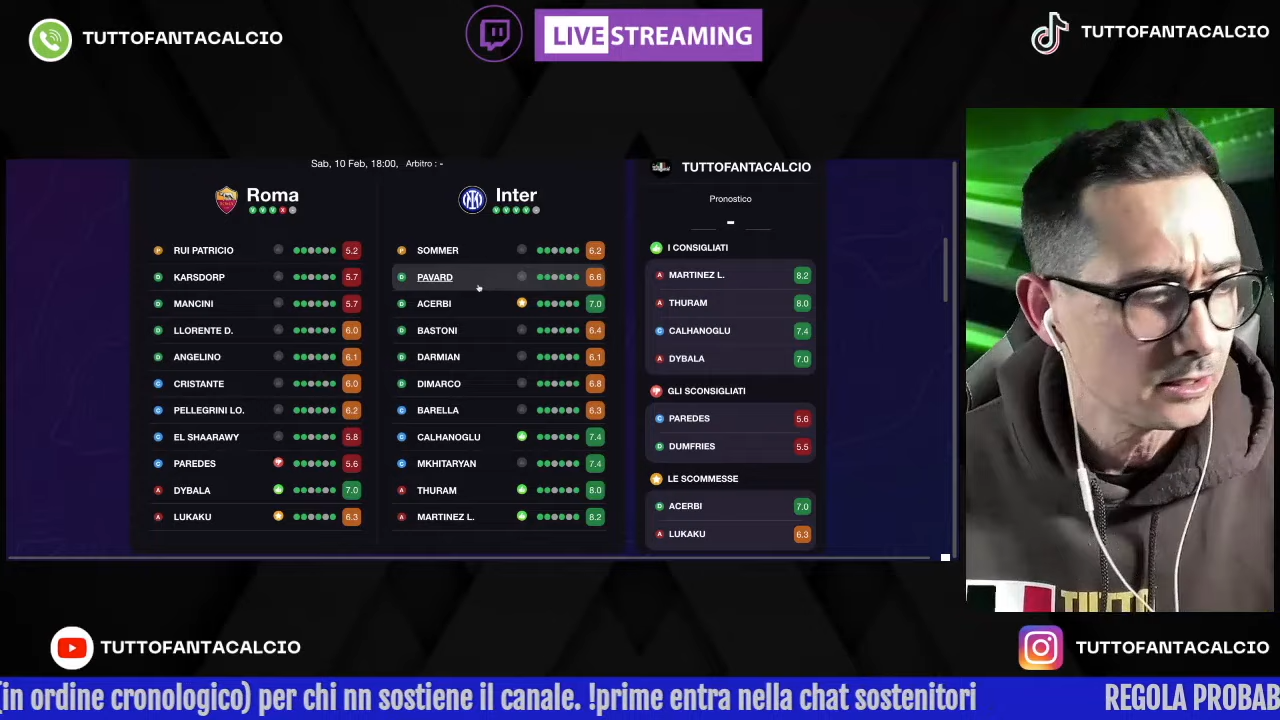 TUTTOFANTACALCIO
LIVE STREAMING
TUTTOFANTACALCIO
Sab, 10 Feb, 18:00, Arbitro : -
Roma
Inter
P RUI PATRICIO 5.2
D KARSDORP 5.7
D MANCINI 5.7
D LLORENTE D. 6.0
D ANGELINO 6.1
C CRISTANTE 6.0
C PELLEGRINI LO. 6.2
C EL SHAARAWY 5.8
C PAREDES 5.6
A DYBALA 7.0
A LUKAKU 6.3
P SOMMER 6.2
D PAVARD 6.6
D ACERBI 7.0
D BASTONI 6.4
D DARMIAN 6.1
D DIMARCO 6.8
C BARELLA 6.3
C CALHANOGLU 7.4
C MKHITARYAN 7.4
A THURAM 8.0
A MARTINEZ L. 8.2
TUTTOFANTACALCIO
Pronostico
-
I CONSIGLIATI
A MARTINEZ L. 8.2
A THURAM 8.0
C CALHANOGLU 7.4
A DYBALA 7.0
GLI SCONSIGLIATI
C PAREDES 5.6
D DUMFRIES 5.5
LE SCOMMESSE
D ACERBI 7.0
A LUKAKU 6.3
TUTTOFANTACALCIO
TUTTOFANTACALCIO
(in ordine cronologico) per chi nn sostiene il canale. !prime entra nella chat sostenitori
REGOLA PROBAB